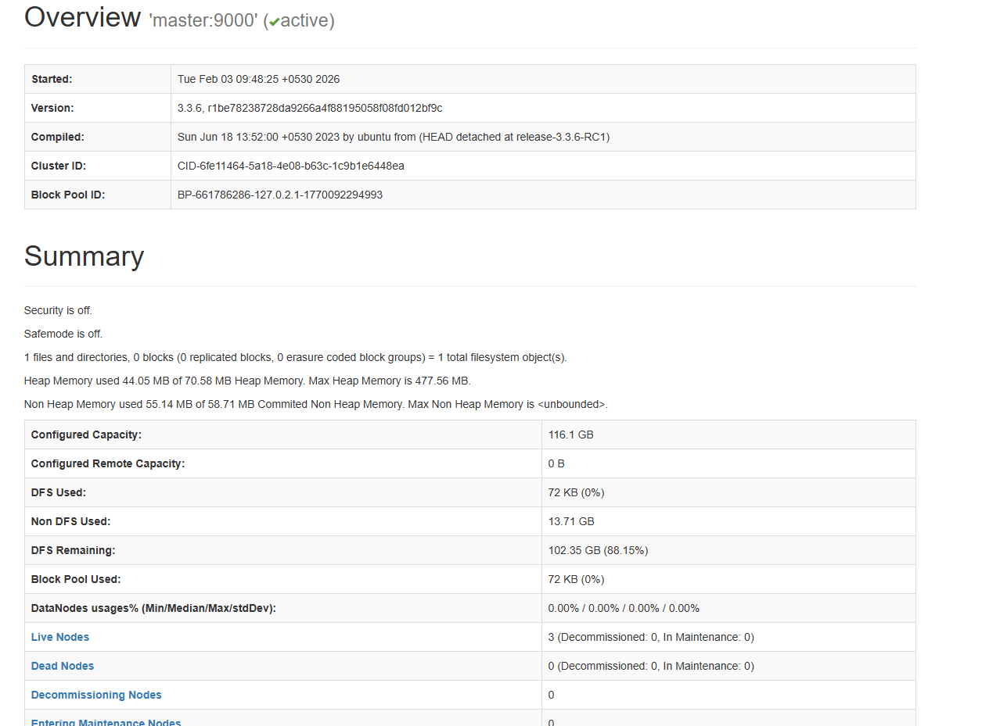 Overview 'master:9000' (✔active)
Started: Tue Feb 03 09:48:25 +0530 2026
Version: 3.3.6, r1be78238728da9266a4f88195058f08fd012bf9c
Compiled: Sun Jun 18 13:52:00 +0530 2023 by ubuntu from (HEAD detached at release-3.3.6-RC1)
Cluster ID: CID-6fe11464-5a18-4e08-b63c-1c9b1e6448ea
Block Pool ID: BP-661786286-127.0.2.1-1770092294993
Summary
Security is off.
Safemode is off.
1 files and directories, 0 blocks (0 replicated blocks, 0 erasure coded block groups) = 1 total filesystem object(s).
Heap Memory used 44.05 MB of 70.58 MB Heap Memory. Max Heap Memory is 477.56 MB.
Non Heap Memory used 55.14 MB of 58.71 MB Commited Non Heap Memory. Max Non Heap Memory is <unbounded>.
Configured Capacity: 116.1 GB
Configured Remote Capacity: 0 B
DFS Used: 72 KB (0%)
Non DFS Used: 13.71 GB
DFS Remaining: 102.35 GB (88.15%)
Block Pool Used: 72 KB (0%)
DataNodes usages% (Min/Median/Max/stdDev): 0.00% / 0.00% / 0.00% / 0.00%
Live Nodes 3 (Decommissioned: 0, In Maintenance: 0)
Dead Nodes 0 (Decommissioned: 0, In Maintenance: 0)
Decommissioning Nodes 0
Entering Maintenance Nodes 0